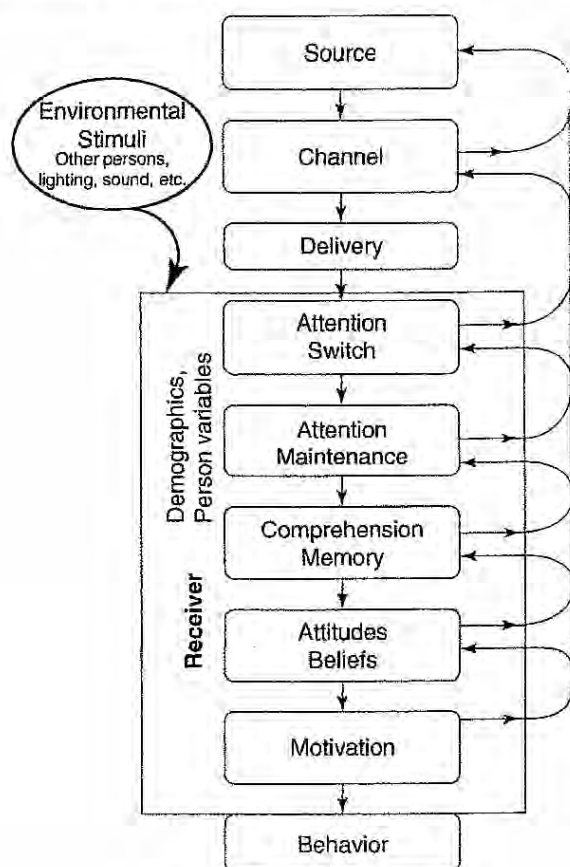 Source
Environmental
Stimuli
Other persons,
lighting, sound, etc.
Channel
Delivery
Attention
Switch
Demographics,
Person variables
Attention
Maintenance
Comprehension
Memory
Receiver
Attitudes
Beliefs
Motivation
Behavior